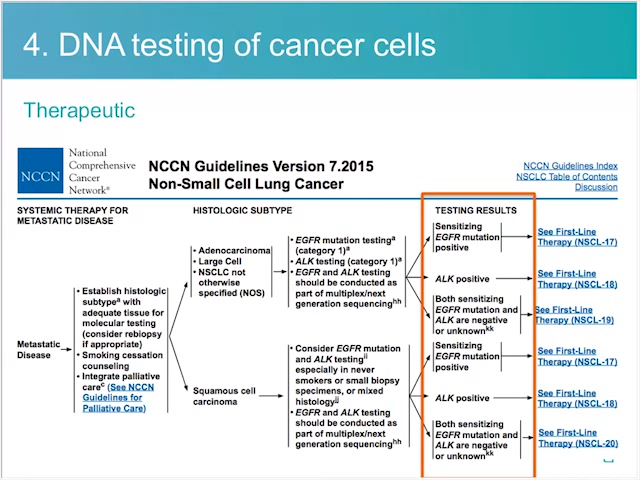 4. DNA testing of cancer cells
Therapeutic
NCCN
National
Comprehensive
Cancer
Network®
NCCN Guidelines Version 7.2015
Non-Small Cell Lung Cancer
NCCN Guidelines Index
NSCLC Table of Contents
Discussion
SYSTEMIC THERAPY FOR
METASTATIC DISEASE
HISTOLOGIC SUBTYPE
TESTING RESULTS
Metastatic
Disease
• Establish histologic
subtypeᵃ with
adequate tissue for
molecular testing
(consider rebiopsy
if appropriate)
• Smoking cessation
counseling
• Integrate palliative
careᶜ (See NCCN
Guidelines for
Palliative Care)
• Adenocarcinoma
• Large Cell
• NSCLC not
otherwise
specified (NOS)
• EGFR mutation testingᵃ
(category 1)ᵃ
• ALK testing (category 1)ᵃ
• EGFR and ALK testing
should be conducted as
part of multiplex/next
generation sequencingʰʰ
Sensitizing
EGFR mutation
positive
See First-Line
Therapy (NSCL-17)
ALK positive
See First-Line
Therapy (NSCL-18)
Both sensitizing
EGFR mutation and
ALK are negative
or unknownᵏᵏ
See First-Line
Therapy (NSCL-19)
Squamous cell
carcinoma
• Consider EGFR mutation
and ALK testingⁱⁱ
especially in never
smokers or small biopsy
specimens, or mixed
histologyʲʲ
• EGFR and ALK testing
should be conducted as
part of multiplex/next
generation sequencingʰʰ
Sensitizing
EGFR mutation
positive
See First-Line
Therapy (NSCL-17)
ALK positive
See First-Line
Therapy (NSCL-18)
Both sensitizing
EGFR mutation and
ALK are negative
or unknownᵏᵏ
See First-Line
Therapy (NSCL-20)